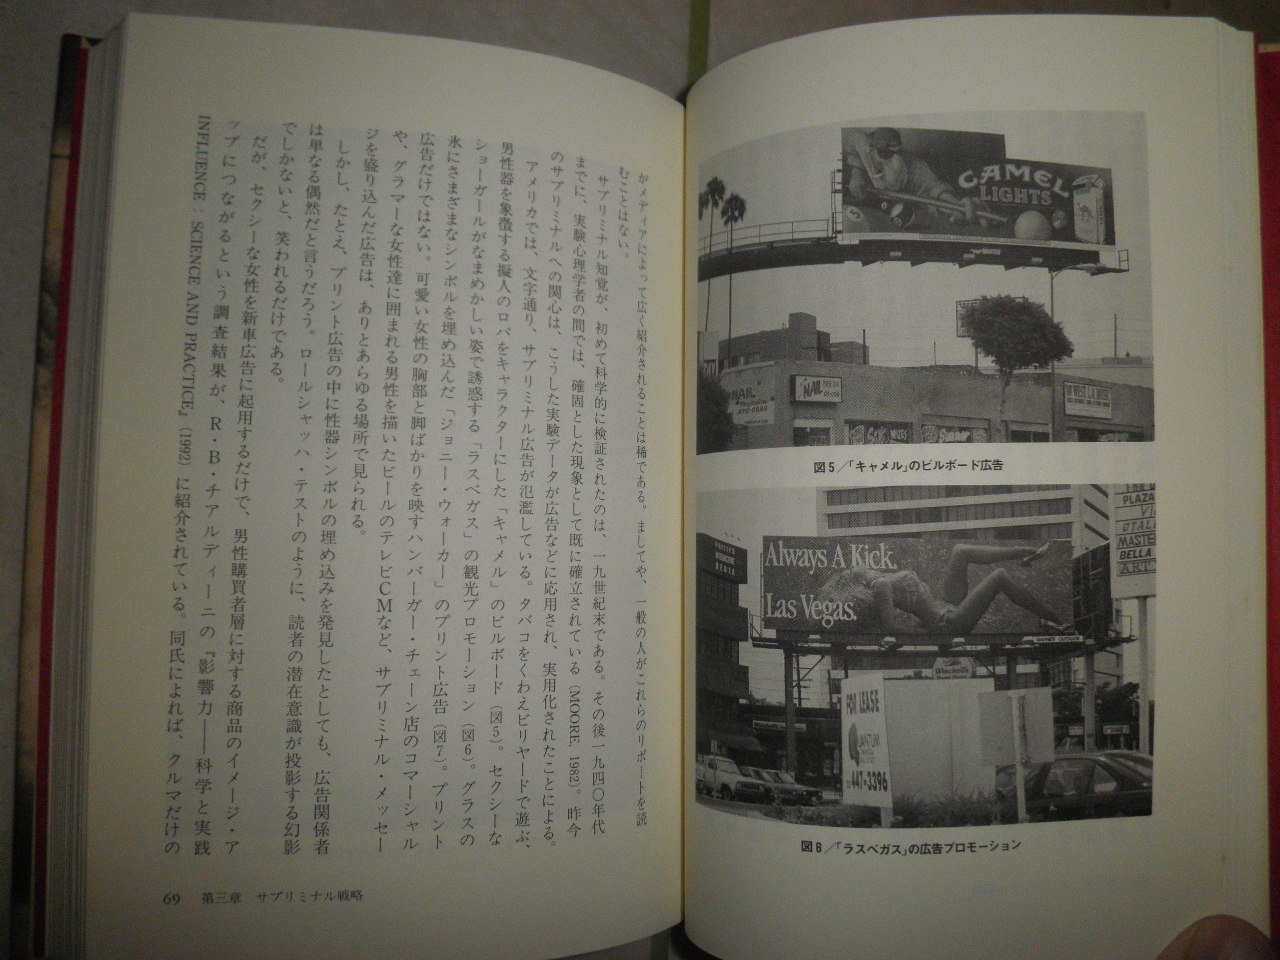 CAMEL
LIGHTS
NAIL
図5/「キャメル」のビルボード広告
Always A Kick.
Las Vegas.
PHILIPS
INTERACTIVE
MEDIA
PLAZA
BELLA
ART
FOR LEASE
447-3396
図6/「ラスベガス」の広告プロモーション
がメディアによって広く紹介されることは稀である。ましてや、一般の人がこれらのリポートを読
むことはない。
サブリミナル知覚が、初めて科学的に検証されたのは、一九世紀末である。その後一九四〇年代
までに、実験心理学者の間では、確固とした現象として既に確立されている(MOORE, 1982)。昨今
のサブリミナルへの関心は、こうした実験データが広告などに応用され、実用化されたことによる。
アメリカでは、文字通り、サブリミナル広告が氾濫している。タバコをくわえビリヤードで遊ぶ、
男性器を象徴する擬人のロバをキャラクターにした「キャメル」のビルボード(図5)。セクシーな
ショーガールがなまめかしい姿で誘惑する「ラスベガス」の観光プロモーション(図6)。グラスの
氷にさまざまなシンボルを埋め込んだ「ジョニー・ウォーカー」のプリント広告(図7)。プリント
広告だけではない。可愛い女性の胸部と脚ばかりを映すハンバーガー・チェーン店のコマーシャル
や、グラマーな女性達に囲まれる男性を描いたビールのテレビCMなど、サブリミナル・メッセー
ジを盛り込んだ広告は、ありとあらゆる場所で見られる。
しかし、たとえ、プリント広告の中に性器シンボルの埋め込みを発見したとしても、広告関係者
は単なる偶然だと言うだろう。ロールシャッハ・テストのように、読者の潜在意識が投影する幻影
でしかないと、笑われるだけである。
だが、セクシーな女性を新車広告に起用するだけで、男性購買者層に対する商品のイメージ・ア
ップにつながるという調査結果が、R・B・チアルディーニの『影響力──科学と実践
INFLUENCE : SCIENCE AND PRACTICE』(1992)に紹介されている。同氏によれば、クルマだけの
69 第三章 サブリミナル戦略